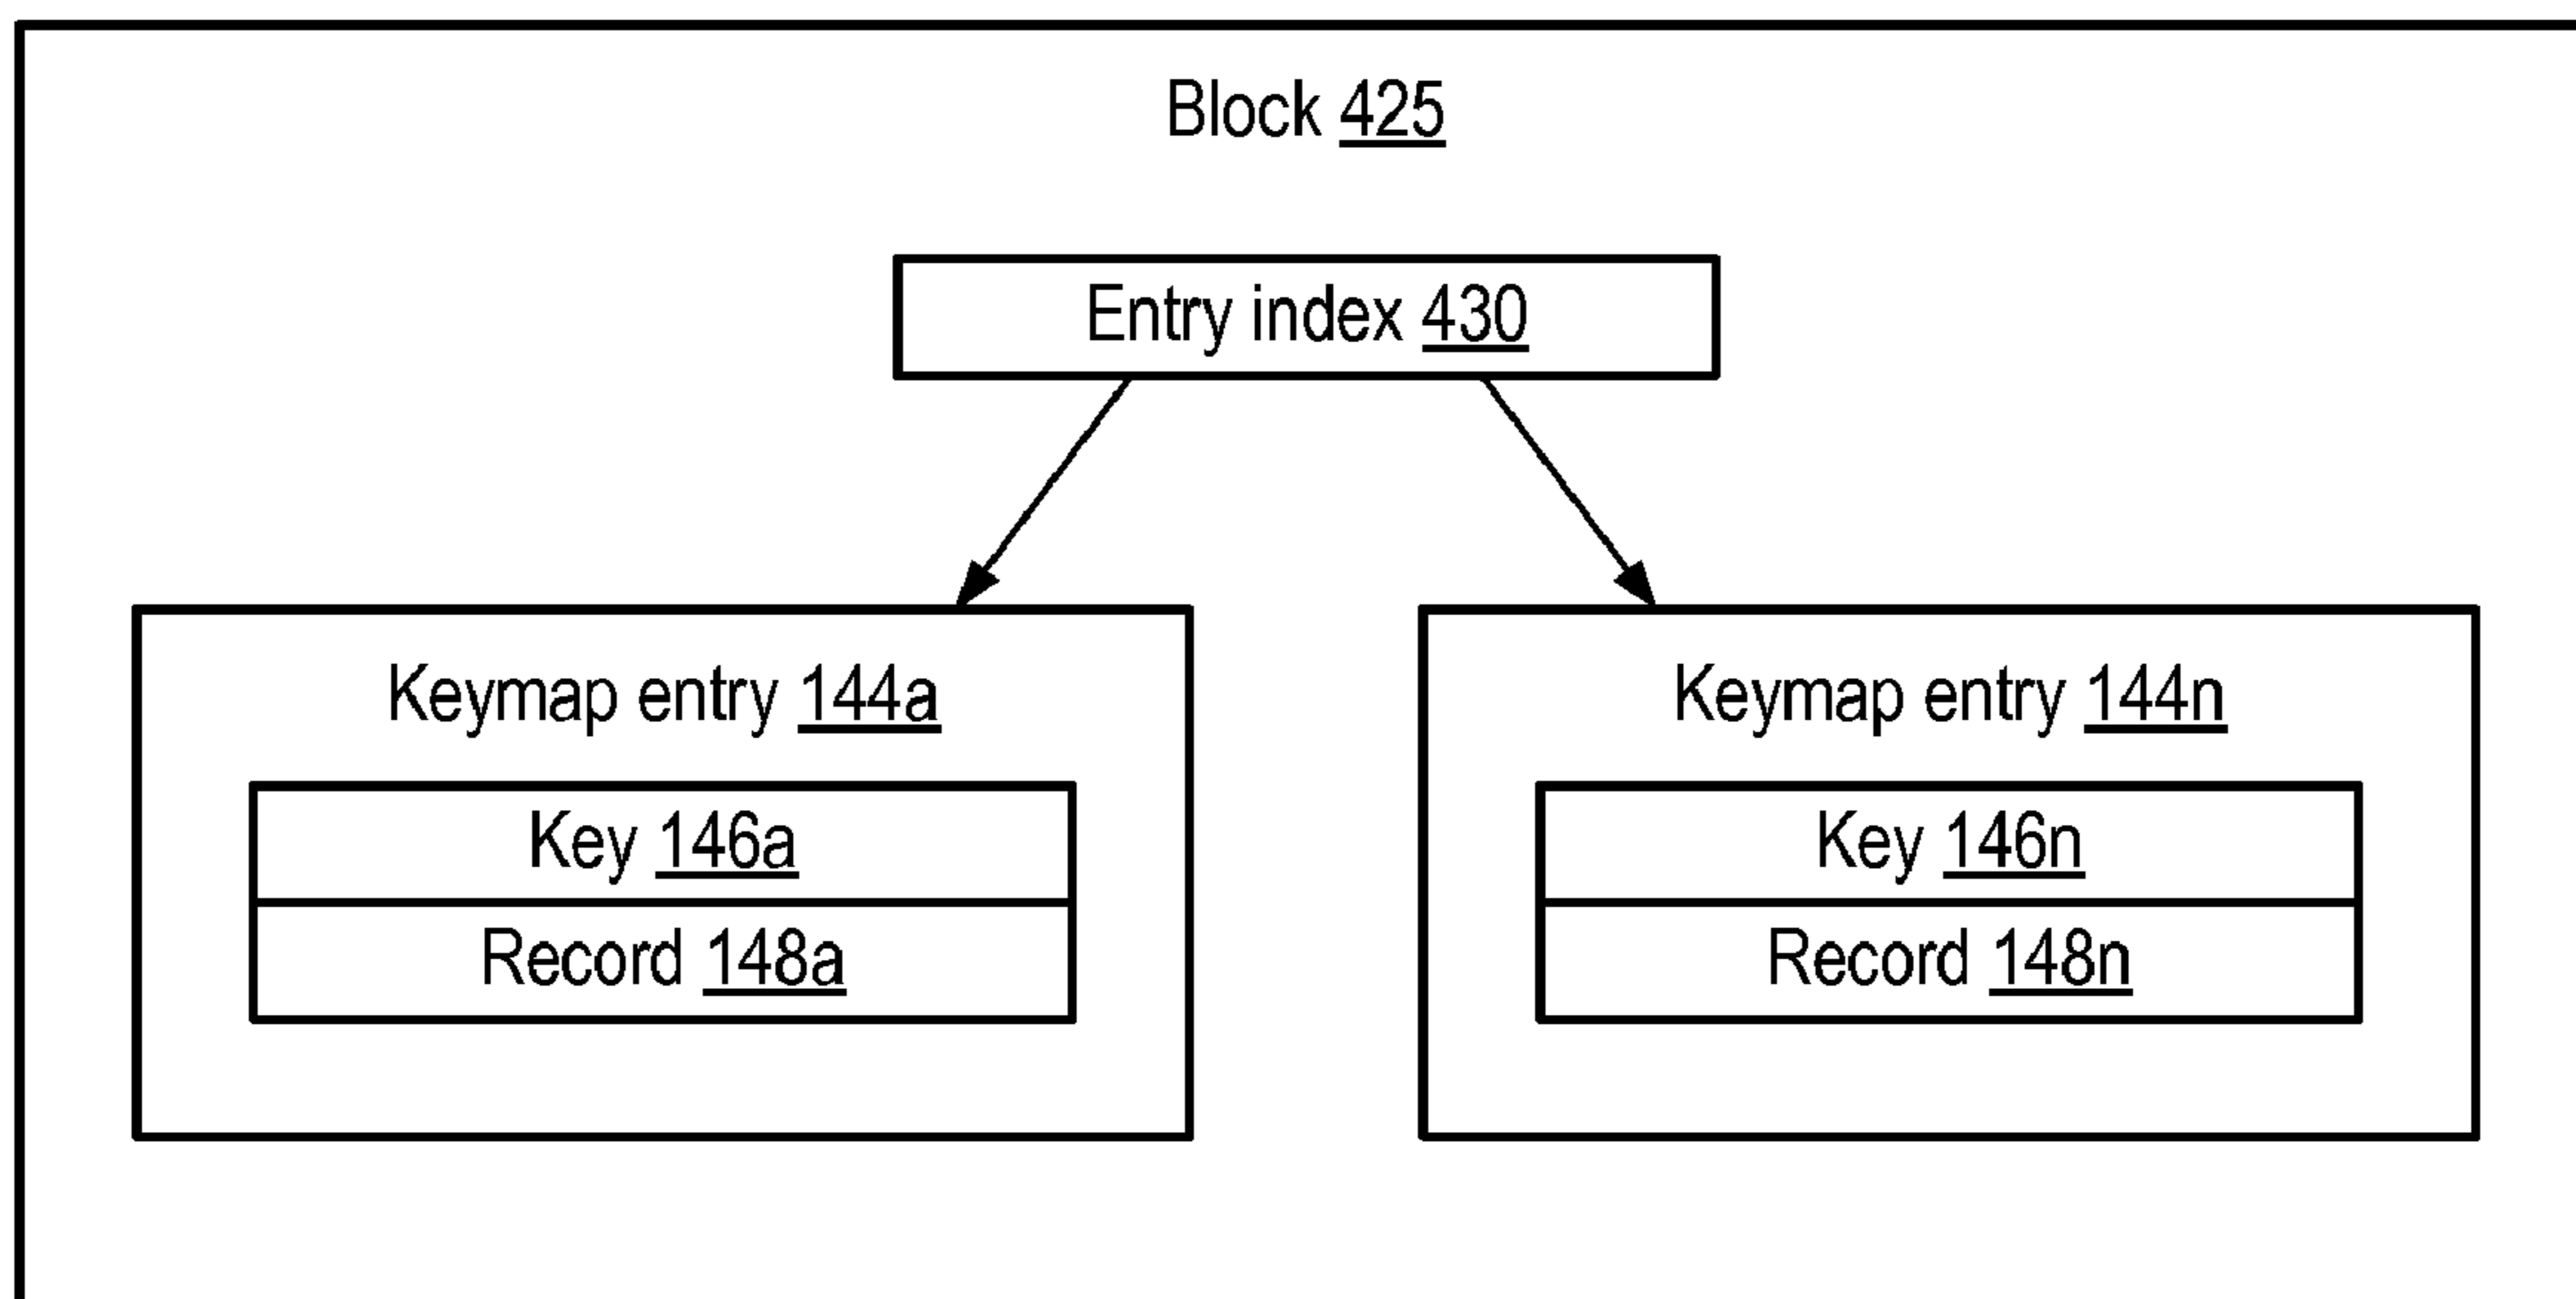 Block 425
Entry index 430
Keymap entry 144a
Key 146a
Record 148a
Keymap entry 144n
Key 146n
Record 148n